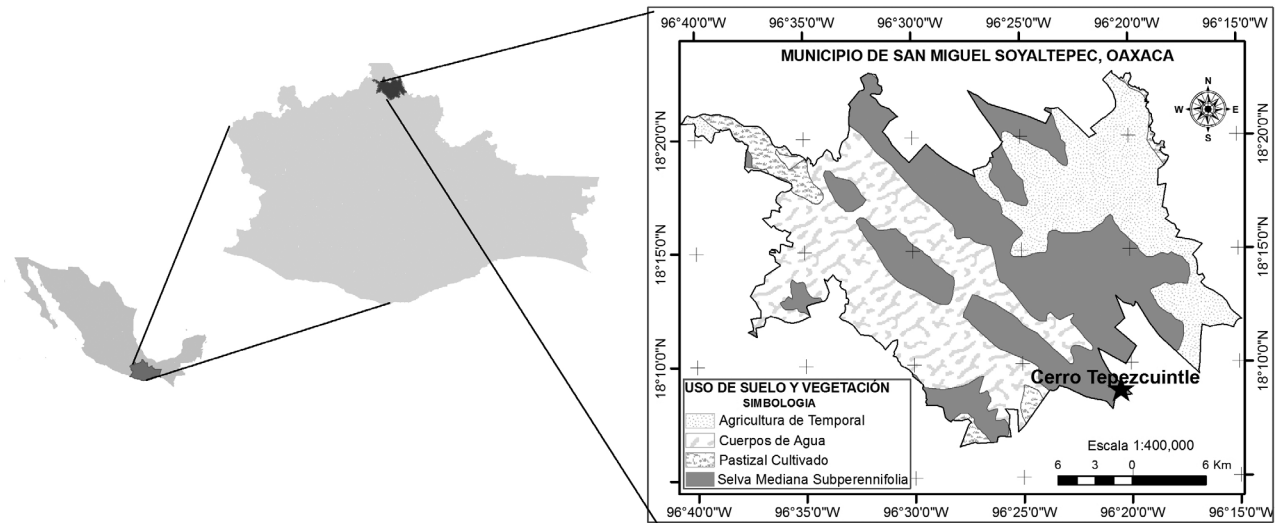 96°40'0"W 96°35'0"W 96°30'0"W 96°25'0"W 96°20'0"W 96°15'0"W
MUNICIPIO DE SAN MIGUEL SOYALTEPEC, OAXACA
N
W E
S
18°20'0"N 18°20'0"N
18°15'0"N 18°15'0"N
18°10'0"N 18°10'0"N
Cerro Tepezcuintle
USO DE SUELO Y VEGETACIÓN
SIMBOLOGIA
Agricultura de Temporal
Cuerpos de Agua
Pastizal Cultivado
Selva Mediana Subperennifolia
Escala 1:400,000
6 3 0 6 Km
96°40'0"W 96°35'0"W 96°30'0"W 96°25'0"W 96°20'0"W 96°15'0"W